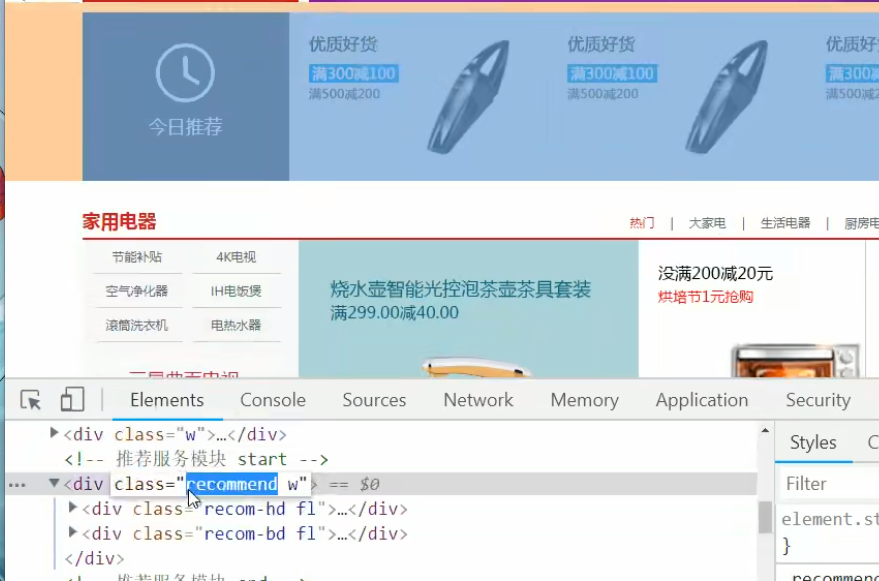 优质好货 优质好货 优质好
满300减100 满300减100 满300
满500减200 满500减200 满500减2
今日推荐
家用电器 热门 | 大家电 | 生活电器 | 厨房电
节能补贴 4K电视
空气净化器 IH电饭煲
滚筒洗衣机 电热水器
烧水壶智能光控泡茶壶茶具套装
满299.00减40.00
没满200减20元
烘培节1元抢购
Elements Console Sources Network Memory Application Security
<div class="w">…</div>
<!-- 推荐服务模块 start -->
<div class="recommend w"> == $0
<div class="recom-hd fl">…</div>
<div class="recom-bd fl">…</div>
</div>
Styles C
Filter
element.st
}